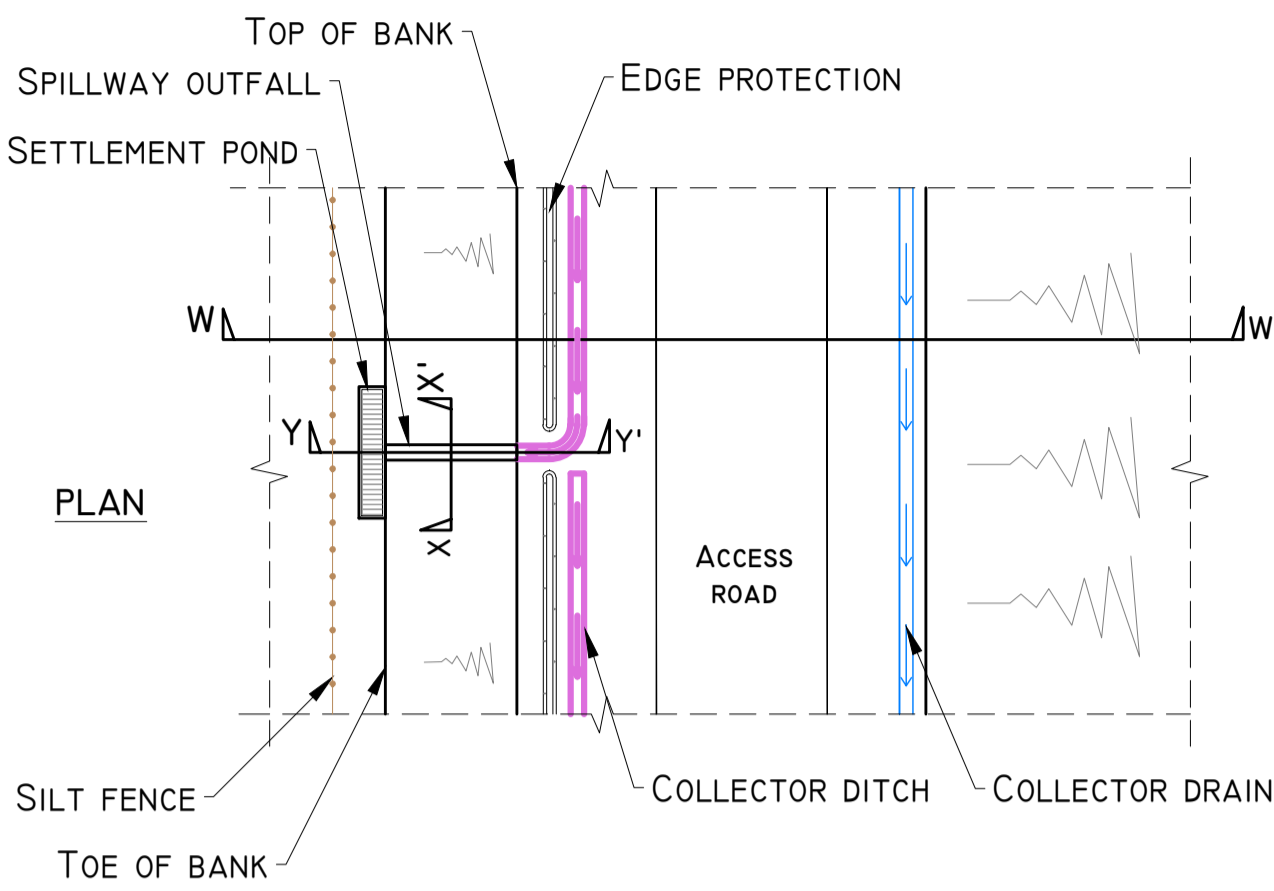 TOP OF BANK
SPILLWAY OUTFALL
EDGE PROTECTION
SETTLEMENT POND
W
W
X'
Y
Y'
PLAN
X
ACCESS
ROAD
SILT FENCE
COLLECTOR DITCH
COLLECTOR DRAIN
TOE OF BANK